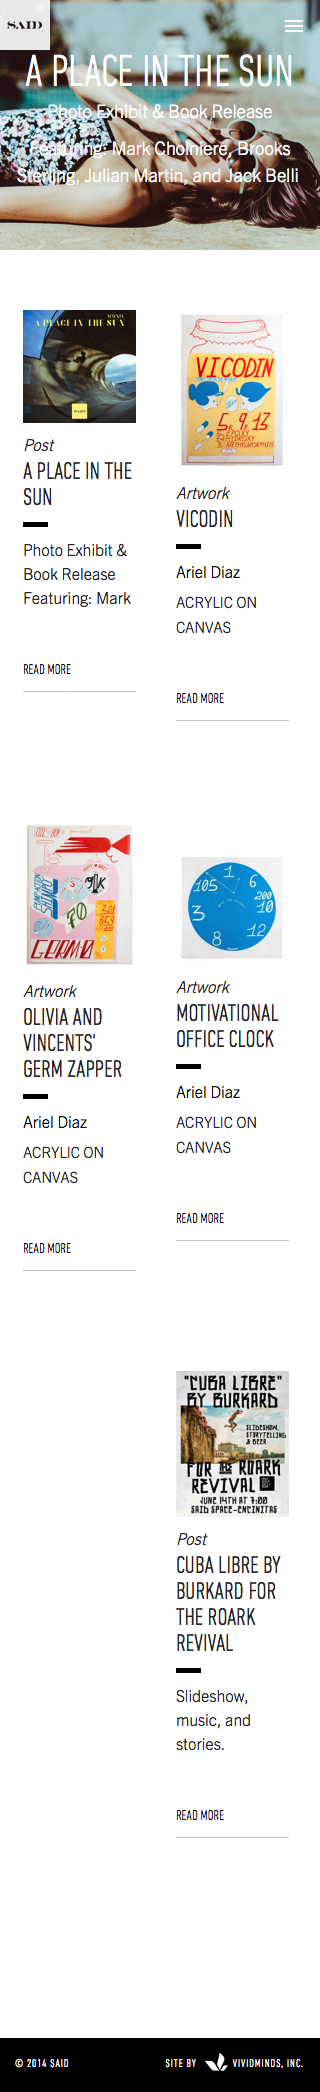 SAID
A PLACE IN THE SUN
Photo Exhibit & Book Release
Featuring: Mark Choiniere, Brooks
Sterling, Julian Martin, and Jack Belli
A PLACE IN THE SUN
Post
A PLACE IN THE
SUN
Photo Exhibit &
Book Release
Featuring: Mark
READ MORE
VICODIN
5 9 13
Artwork
VICODIN
Ariel Diaz
ACRYLIC ON
CANVAS
READ MORE
GERM-O
Artwork
OLIVIA AND
VINCENTS'
GERM ZAPPER
Ariel Diaz
ACRYLIC ON
CANVAS
READ MORE
1
105
6
200
10
3
12
8
Artwork
MOTIVATIONAL
OFFICE CLOCK
Ariel Diaz
ACRYLIC ON
CANVAS
READ MORE
"CUBA LIBRE"
BY BURKARD
SLIDESHOW,
STORYTELLING
& BEER
FOR THE ROARK
REVIVAL
JUNE 14TH AT 7:00
SAID SPACE-ENCINITAS
Post
CUBA LIBRE BY
BURKARD FOR
THE ROARK
REVIVAL
Slideshow,
music, and
stories.
READ MORE
© 2014 SAID
SITE BY VIVIDMINDS, INC.